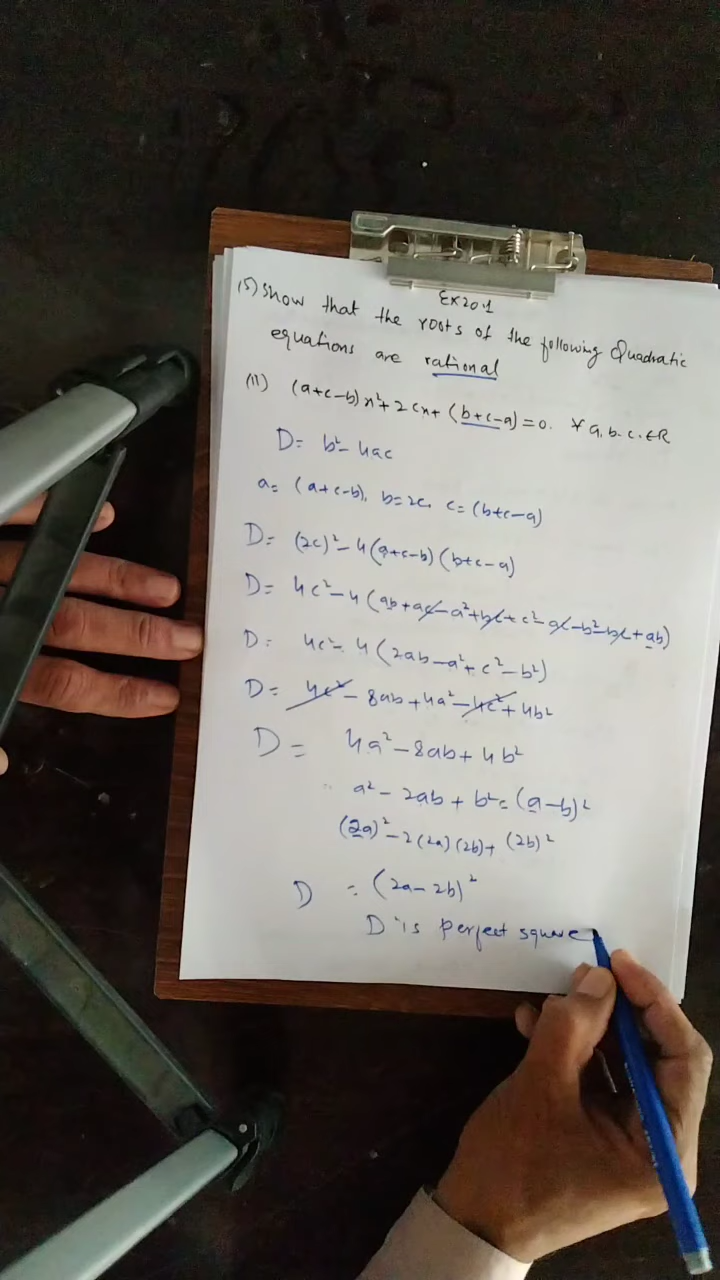 Ex 20.1
(5) Show that the roots of the following Quadratic
equations are rational
(11) (a+c-b)x²+2cx+(b+c-a)=0. ∀ a, b, c. ∈R
D= b²-4ac
a= (a+c-b), b=2c, c= (b+c-a)
D= (2c)²-4(a+c-b)(b+c-a)
D= 4c²-4(ab+ac-a²+bc+c²-ac-b²-bc+ab)
D= 4c²-4(2ab-a²+c²-b²)
D= 4c²-8ab+4a²-4c²+4b²
D= 4a²-8ab+4b²
a²-2ab+b²=(a-b)²
(2a)²-2(2a)(2b)+(2b)²
D =(2a-2b)²
D is perfect square